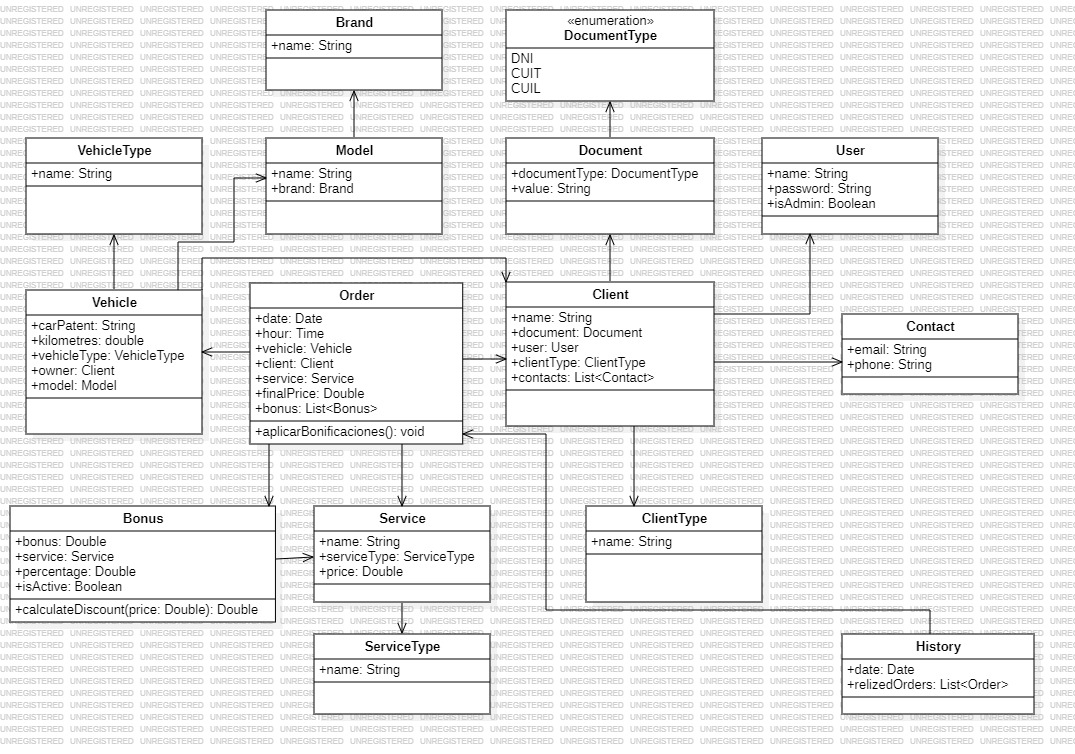 Brand
+name: String
«enumeration»
DocumentType
DNI
CUIT
CUIL
VehicleType
+name: String
Model
+name: String
+brand: Brand
Document
+documentType: DocumentType
+value: String
User
+name: String
+password: String
+isAdmin: Boolean
Vehicle
+carPatent: String
+kilometres: double
+vehicleType: VehicleType
+owner: Client
+model: Model
Order
+date: Date
+hour: Time
+vehicle: Vehicle
+client: Client
+service: Service
+finalPrice: Double
+bonus: List<Bonus>
+aplicarBonificaciones(): void
Client
+name: String
+document: Document
+user: User
+clientType: ClientType
+contacts: List<Contact>
Contact
+email: String
+phone: String
Bonus
+bonus: Double
+service: Service
+percentage: Double
+isActive: Boolean
+calculateDiscount(price: Double): Double
Service
+name: String
+serviceType: ServiceType
+price: Double
ClientType
+name: String
ServiceType
+name: String
History
+date: Date
+relizedOrders: List<Order>
UNREGISTERED